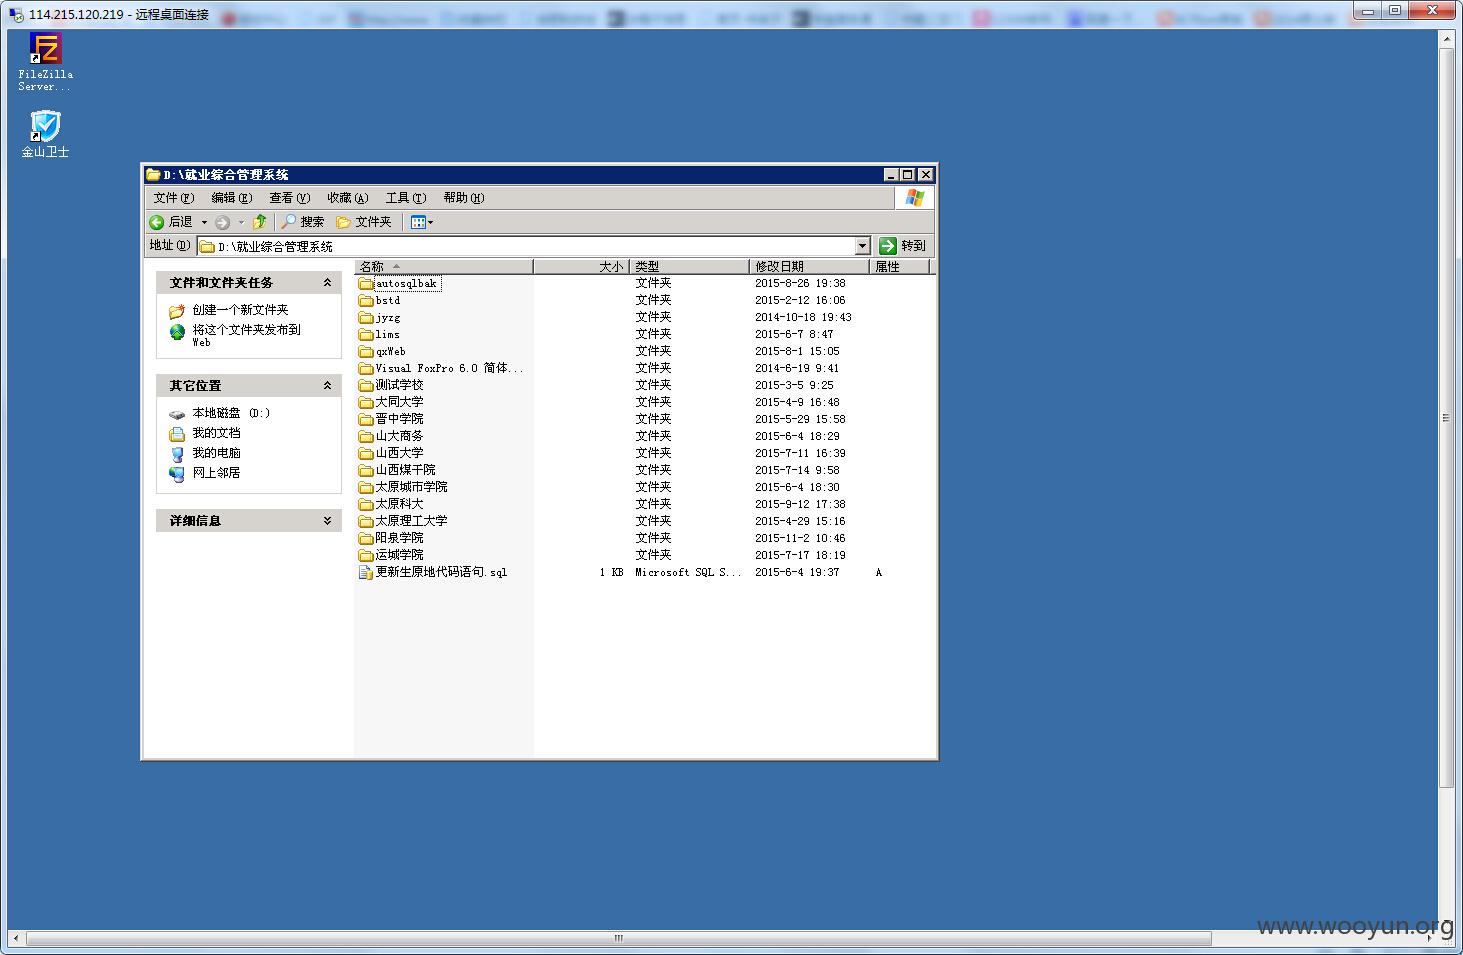 114.215.120.219 - 远程桌面连接
FileZilla
Server...
金山卫士
D:\就业综合管理系统
文件(F) 编辑(E) 查看(V) 收藏(A) 工具(T) 帮助(H)
后退 搜索 文件夹
地址(D) D:\就业综合管理系统 转到
名称 大小 类型 修改日期 属性
文件和文件夹任务
创建一个新文件夹
将这个文件夹发布到
Web
其它位置
本地磁盘 (D:)
我的文档
我的电脑
网上邻居
详细信息
autosqlbak 文件夹 2015-8-26 19:38
bstd 文件夹 2015-2-12 16:06
jyzg 文件夹 2014-10-18 19:43
lims 文件夹 2015-6-7 8:47
qxWeb 文件夹 2015-8-1 15:05
Visual FoxPro 6.0 简体... 文件夹 2014-6-19 9:41
测试学校 文件夹 2015-3-5 9:25
大同大学 文件夹 2015-4-9 16:48
晋中学院 文件夹 2015-5-29 15:58
山大商务 文件夹 2015-6-4 18:29
山西大学 文件夹 2015-7-11 16:39
山西煤干院 文件夹 2015-7-14 9:58
太原城市学院 文件夹 2015-6-4 18:30
太原科大 文件夹 2015-9-12 17:38
太原理工大学 文件夹 2015-4-29 15:16
阳泉学院 文件夹 2015-11-2 10:46
运城学院 文件夹 2015-7-17 18:19
更新生原地代码语句.sql 1 KB Microsoft SQL S... 2015-6-4 19:37 A
www.wooyun.org